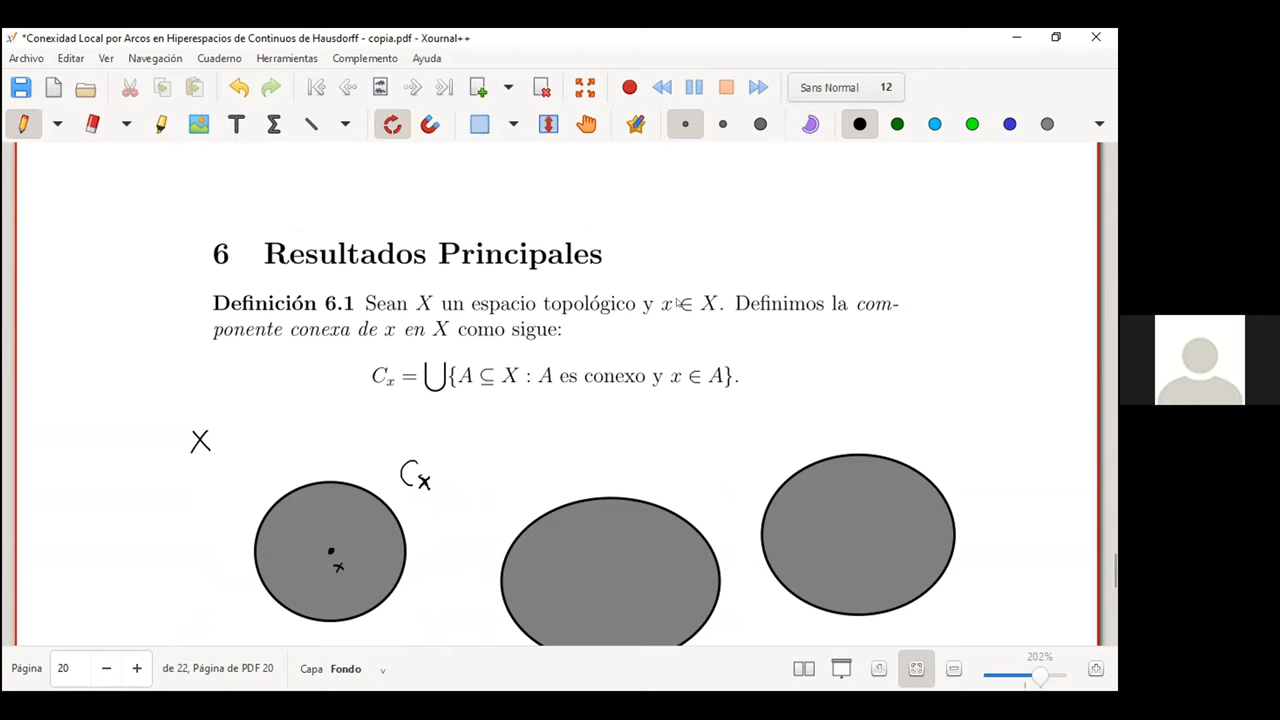 *Conexidad Local por Arcos en Hiperespacios de Continuos de Hausdorff - copia.pdf - Xournal++
Archivo Editar Ver Navegación Cuaderno Herramientas Complemento Ayuda
Sans Normal 12
6 Resultados Principales
Definición 6.1 Sean X un espacio topológico y x ∈ X. Definimos la com-
ponente conexa de x en X como sigue:
Cₓ = ⋃{A ⊆ X : A es conexo y x ∈ A}.
X
Cₓ
x
Página 20 de 22, Página de PDF 20 Capa Fondo 202%